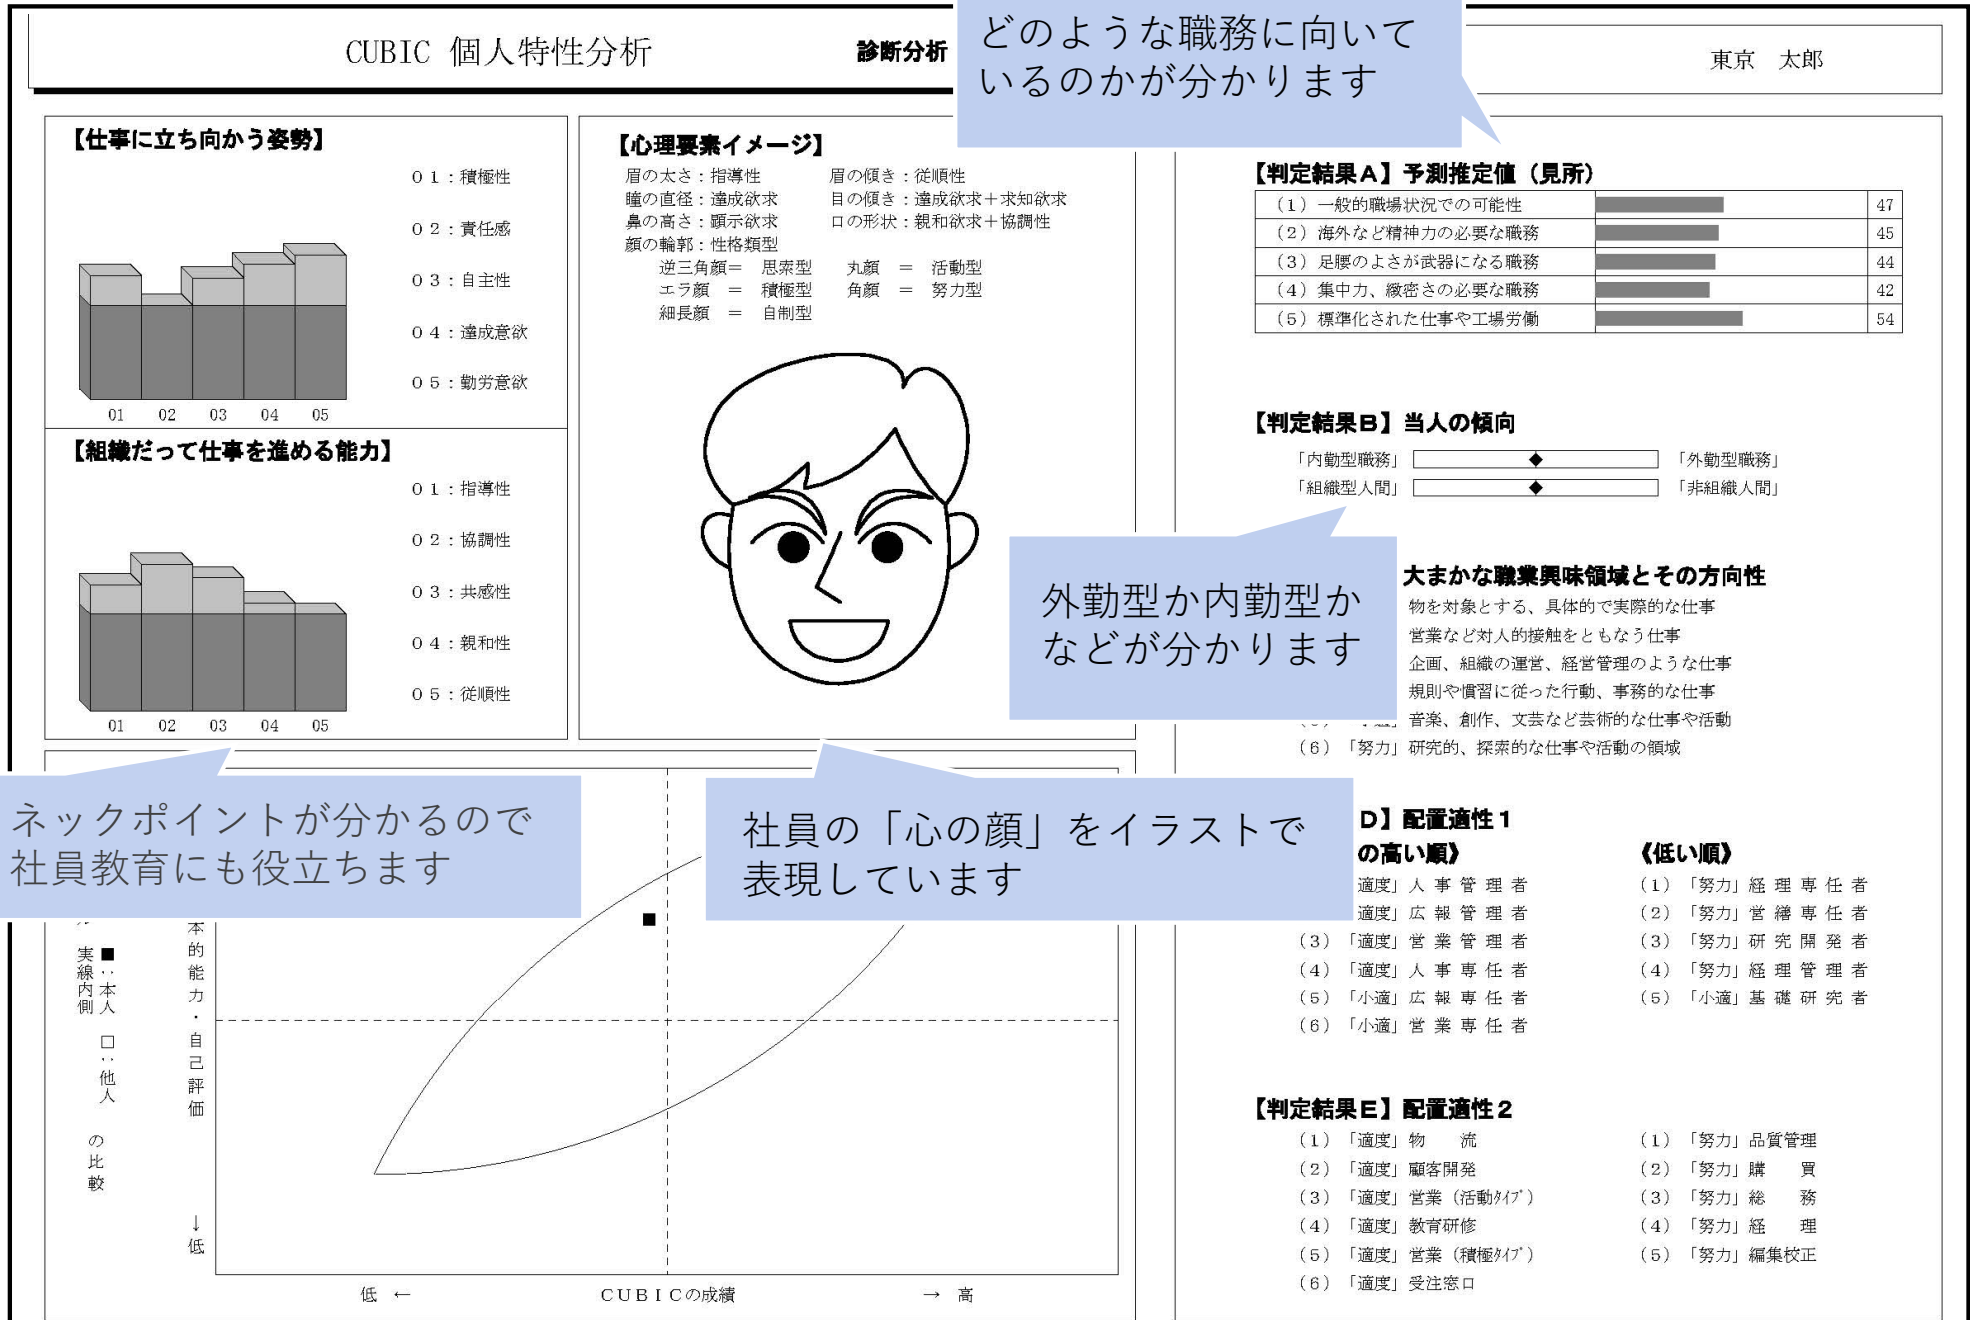 CUBIC 個人特性分析
診断分析
どのような職務に向いて
いるのかが分かります
東京　太郎
【仕事に立ち向かう姿勢】
０１：積極性
０２：責任感
０３：自主性
０４：達成意欲
０５：勤労意欲
01 02 03 04 05
【組織だって仕事を進める能力】
０１：指導性
０２：協調性
０３：共感性
０４：親和性
０５：従順性
01 02 03 04 05
ネックポイントが分かるので
社員教育にも役立ちます
【心理要素イメージ】
眉の太さ：指導性　眉の傾き：従順性
瞳の直径：達成欲求　目の傾き：達成欲求＋求知欲求
鼻の高さ：顕示欲求　口の形状：親和欲求＋協調性
顔の輪郭：性格類型
逆三角顔＝　思索型　丸顔　＝　活動型
エラ顔　＝　積極型　角顔　＝　努力型
細長顔　＝　自制型
社員の「心の顔」をイラストで
表現しています
実線内側
■：本人　□：他人
の比較
本的能力・自己評価
↓
低
低 ←　ＣＵＢＩＣの成績　→ 高
【判定結果Ａ】予測推定値（見所）
（１）一般的職場状況での可能性 47
（２）海外など精神力の必要な職務 45
（３）足腰のよさが武器になる職務 44
（４）集中力、緻密さの必要な職務 42
（５）標準化された仕事や工場労働 54
【判定結果Ｂ】当人の傾向
「内勤型職務」　「外勤型職務」
「組織型人間」　「非組織人間」
外勤型か内勤型か
などが分かります
大まかな職業興味領域とその方向性
物を対象とする、具体的で実際的な仕事
営業など対人的接触をともなう仕事
企画、組織の運営、経営管理のような仕事
規則や慣習に従った行動、事務的な仕事
音楽、創作、文芸など芸術的な仕事や活動
（６）「努力」研究的、探索的な仕事や活動の領域
Ｄ】配置適性１
の高い順》　《低い順》
適度」人事管理者　（１）「努力」経理専任者
適度」広報管理者　（２）「努力」営繕専任者
（３）「適度」営業管理者　（３）「努力」研究開発者
（４）「適度」人事専任者　（４）「努力」経理管理者
（５）「小適」広報専任者　（５）「小適」基礎研究者
（６）「小適」営業専任者
【判定結果Ｅ】配置適性２
（１）「適度」物　流　（１）「努力」品質管理
（２）「適度」顧客開発　（２）「努力」購　買
（３）「適度」営業（活動ﾀｲﾌﾟ）　（３）「努力」総　務
（４）「適度」教育研修　（４）「努力」経　理
（５）「適度」営業（積極ﾀｲﾌﾟ）　（５）「努力」編集校正
（６）「適度」受注窓口